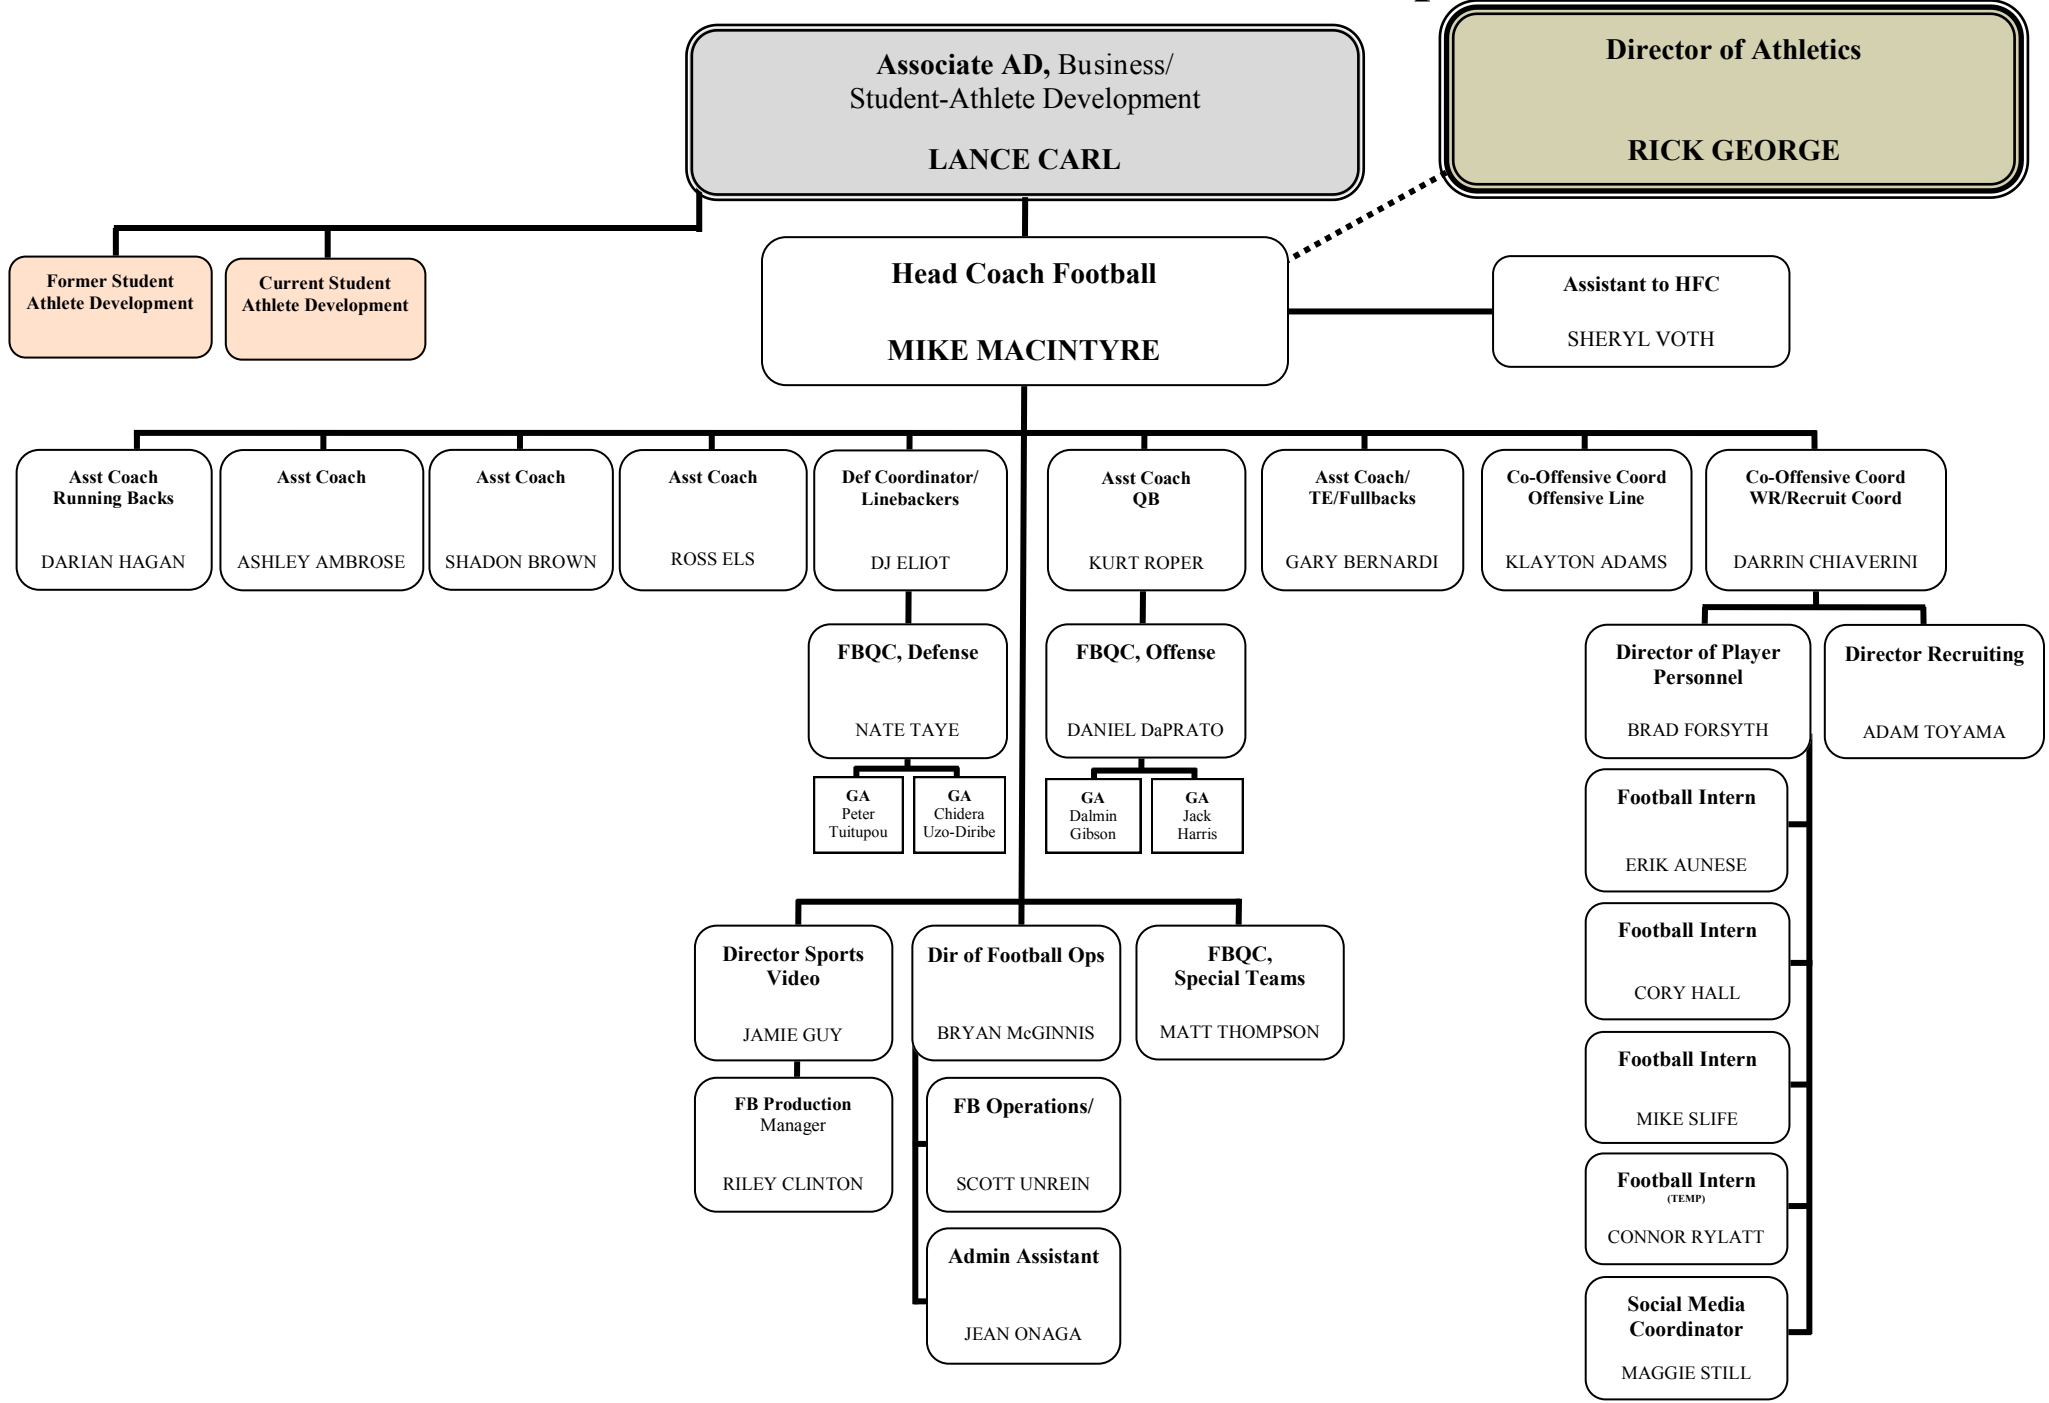 Associate AD, Business/
Student-Athlete Development
LANCE CARL
Director of Athletics
RICK GEORGE
Former Student
Athlete Development
Current Student
Athlete Development
Head Coach Football
MIKE MACINTYRE
Assistant to HFC
SHERYL VOTH
Asst Coach
Running Backs
DARIAN HAGAN
Asst Coach
ASHLEY AMBROSE
Asst Coach
SHADON BROWN
Asst Coach
ROSS ELS
Def Coordinator/
Linebackers
DJ ELIOT
Asst Coach
QB
KURT ROPER
Asst Coach/
TE/Fullbacks
GARY BERNARDI
Co-Offensive Coord
Offensive Line
KLAYTON ADAMS
Co-Offensive Coord
WR/Recruit Coord
DARRIN CHIAVERINI
FBQC, Defense
NATE TAYE
FBQC, Offense
DANIEL DaPRATO
Director of Player
Personnel
BRAD FORSYTH
Director Recruiting
ADAM TOYAMA
GA
Peter
Tuitupou
GA
Chidera
Uzo-Diribe
GA
Dalmin
Gibson
GA
Jack
Harris
Football Intern
ERIK AUNESE
Football Intern
CORY HALL
Football Intern
MIKE SLIFE
Football Intern
(TEMP)
CONNOR RYLATT
Social Media
Coordinator
MAGGIE STILL
Director Sports
Video
JAMIE GUY
Dir of Football Ops
BRYAN McGINNIS
FBQC,
Special Teams
MATT THOMPSON
FB Production
Manager
RILEY CLINTON
FB Operations/
SCOTT UNREIN
Admin Assistant
JEAN ONAGA